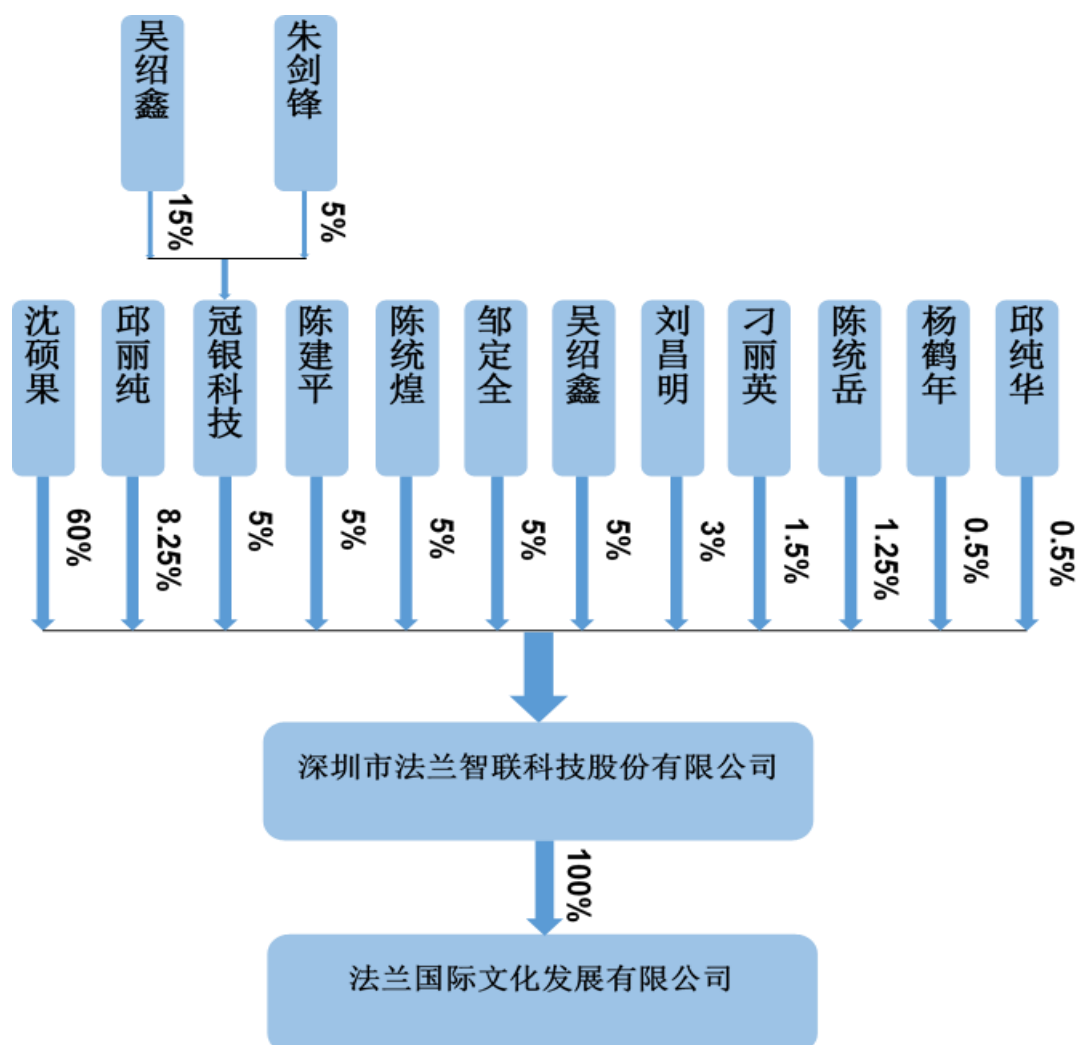 吴绍鑫
朱剑锋
15%
5%
沈硕果
邱丽纯
冠银科技
陈建平
陈统煌
邹定全
吴绍鑫
刘昌明
刁丽英
陈统岳
杨鹤年
邱纯华
60%
8.25%
5%
5%
5%
5%
5%
3%
1.5%
1.25%
0.5%
0.5%
深圳市法兰智联科技股份有限公司
100%
法兰国际文化发展有限公司